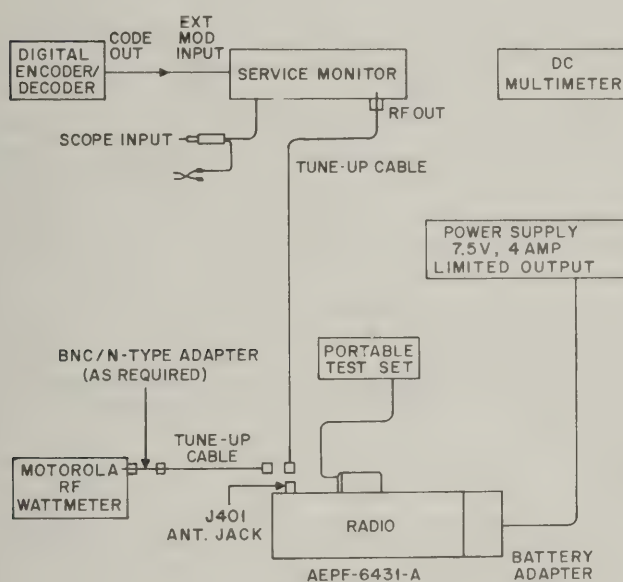 DIGITAL
ENCODER/
DECODER
CODE
OUT
EXT
MOD
INPUT
SERVICE MONITOR
DC
MULTIMETER
RF OUT
SCOPE INPUT
TUNE-UP CABLE
POWER SUPPLY
7.5V, 4 AMP
LIMITED OUTPUT
BNC/N-TYPE ADAPTER
(AS REQUIRED)
PORTABLE
TEST SET
TUNE-UP
CABLE
MOTOROLA
RF
WATTMETER
J401
ANT. JACK
RADIO
BATTERY
ADAPTER
AEPF-6431-A